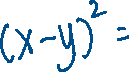 (x-y)² =